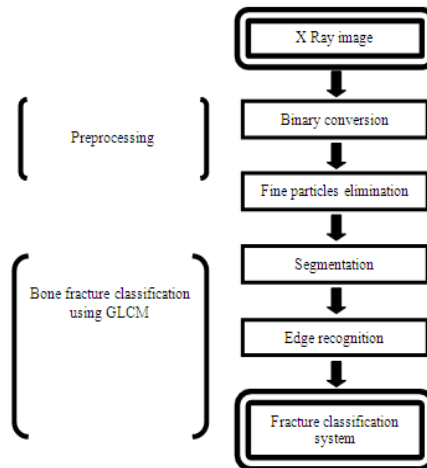 X Ray image
Binary conversion
Preprocessing
Fine particles elimination
Segmentation
Bone fracture classification
using GLCM
Edge recognition
Fracture classification
system